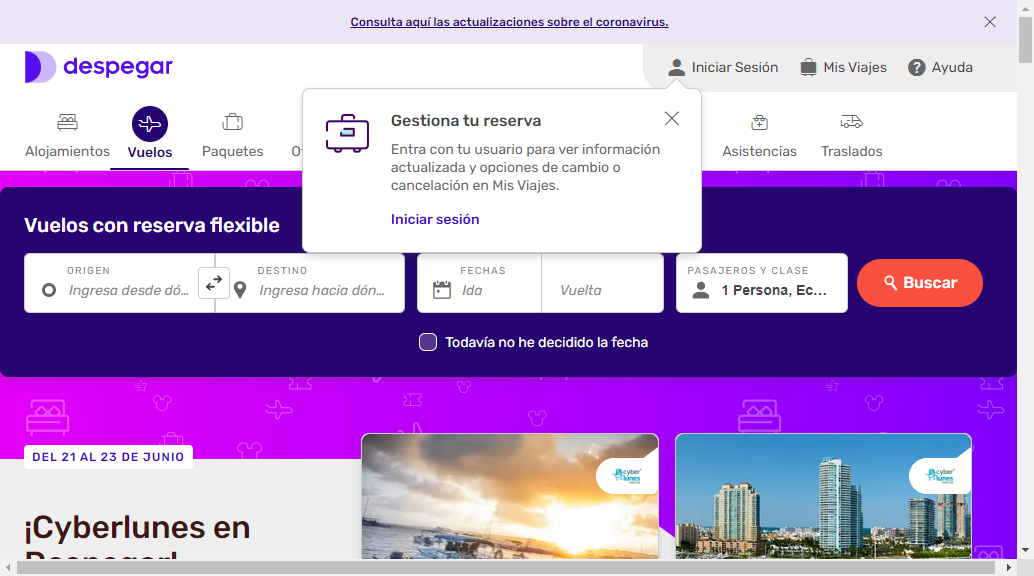 Consulta aquí las actualizaciones sobre el coronavirus.
despegar
Iniciar Sesión
Mis Viajes
Ayuda
Alojamientos
Vuelos
Paquetes
Asistencias
Traslados
Gestiona tu reserva
Entra con tu usuario para ver información
actualizada y opciones de cambio o
cancelación en Mis Viajes.
Iniciar sesión
Vuelos con reserva flexible
ORIGEN
Ingresa desde dó...
DESTINO
Ingresa hacia dón...
FECHAS
Ida
Vuelta
PASAJEROS Y CLASE
1 Persona, Ec...
Buscar
Todavía no he decidido la fecha
DEL 21 AL 23 DE JUNIO
¡Cyberlunes en
Despegar!
cyber
lunes
cyber
lunes